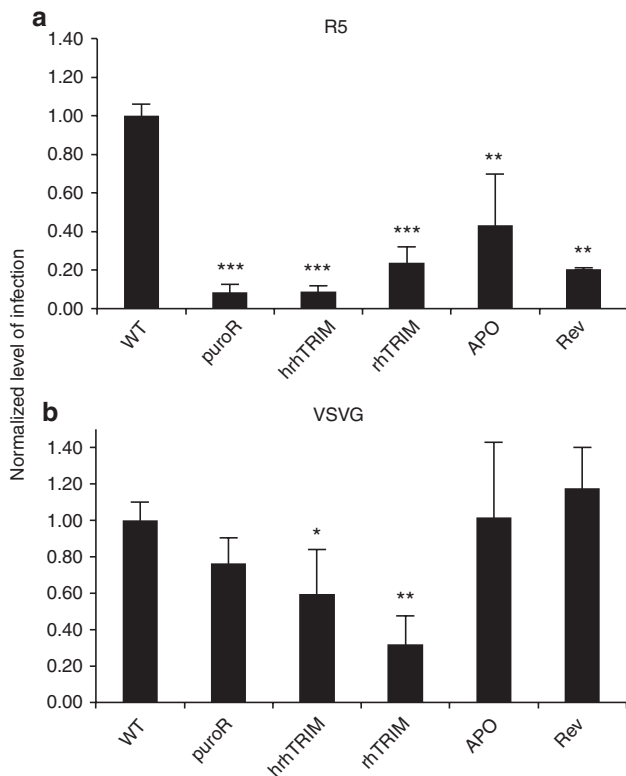 a
R5
1.40
1.20
1.00
0.80
0.60
0.40
0.20
0.00
***
***
***
**
**
WT
puroR
hrhTRIM
rhTRIM
APO
Rev
Normalized level of infection
b
VSVG
1.40
1.20
1.00
0.80
0.60
0.40
0.20
0.00
*
**
WT
puroR
hrhTRIM
rhTRIM
APO
Rev